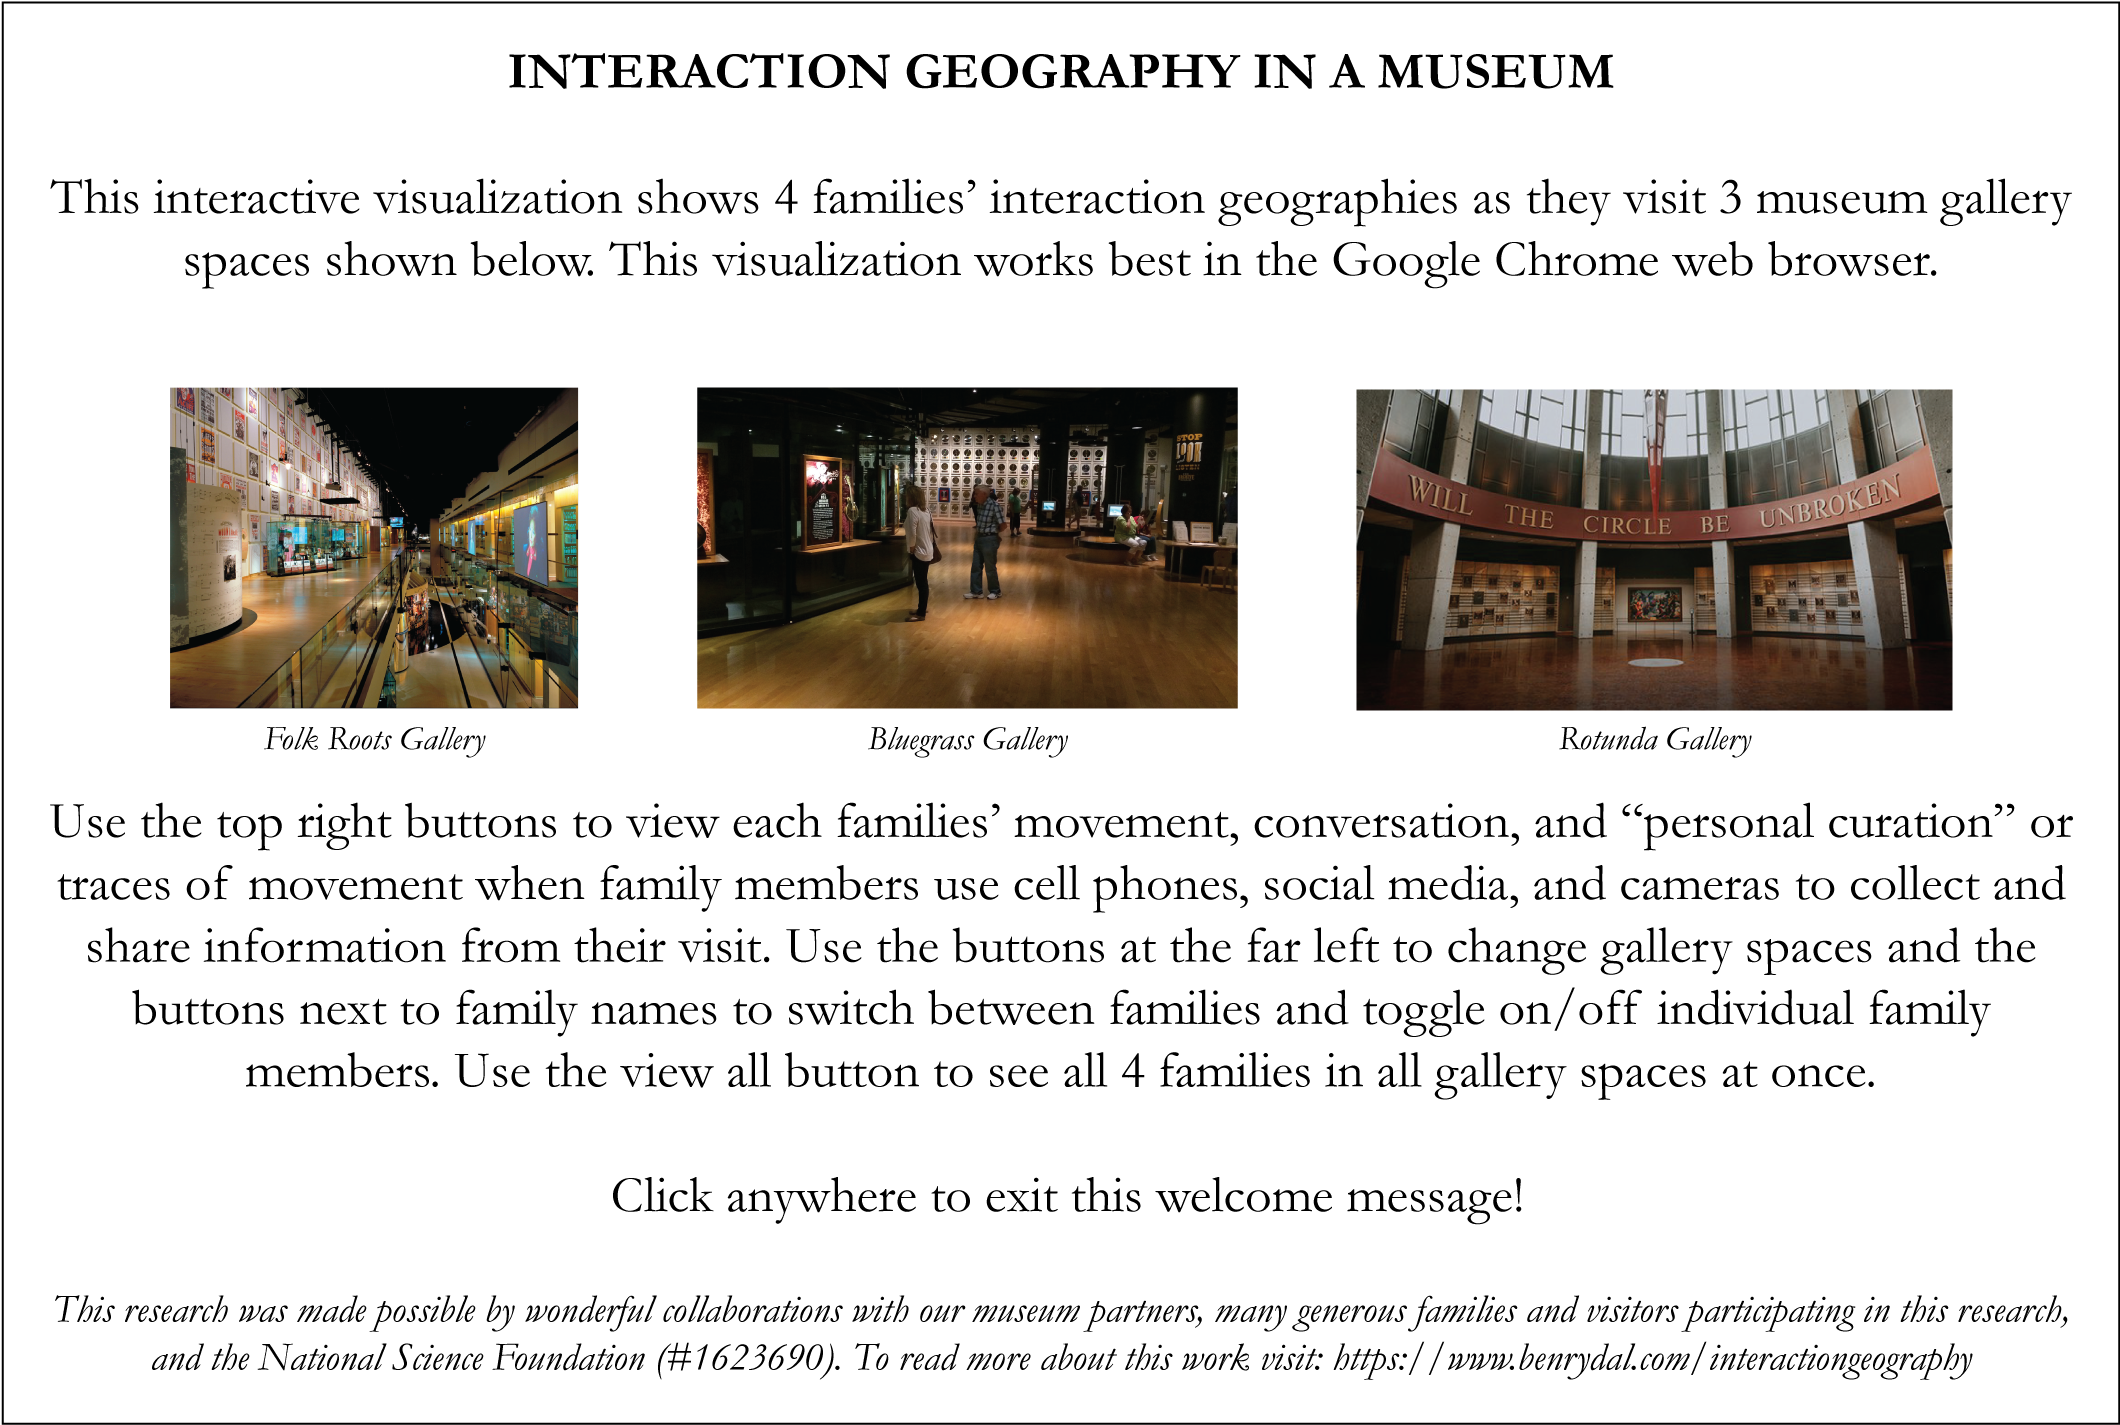 INTERACTION GEOGRAPHY IN A MUSEUM
This interactive visualization shows 4 families’ interaction geographies as they visit 3 museum gallery
spaces shown below. This visualization works best in the Google Chrome web browser.
STOP
LOOK
LISTEN
WILL THE CIRCLE BE UNBROKEN
Folk Roots Gallery
Bluegrass Gallery
Rotunda Gallery
Use the top right buttons to view each families’ movement, conversation, and “personal curation” or
traces of movement when family members use cell phones, social media, and cameras to collect and
share information from their visit. Use the buttons at the far left to change gallery spaces and the
buttons next to family names to switch between families and toggle on/off individual family
members. Use the view all button to see all 4 families in all gallery spaces at once.
Click anywhere to exit this welcome message!
This research was made possible by wonderful collaborations with our museum partners, many generous families and visitors participating in this research,
and the National Science Foundation (#1623690). To read more about this work visit: https://www.benrydal.com/interactiongeography